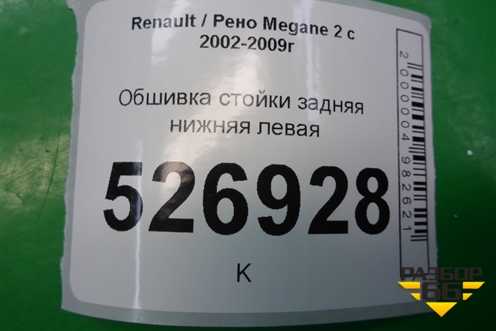 Renault / Рено Megane 2 с
2002-2009г
Обшивка стойки задняя
нижняя левая
526928
К
2000004982621
РАЗБОР
66